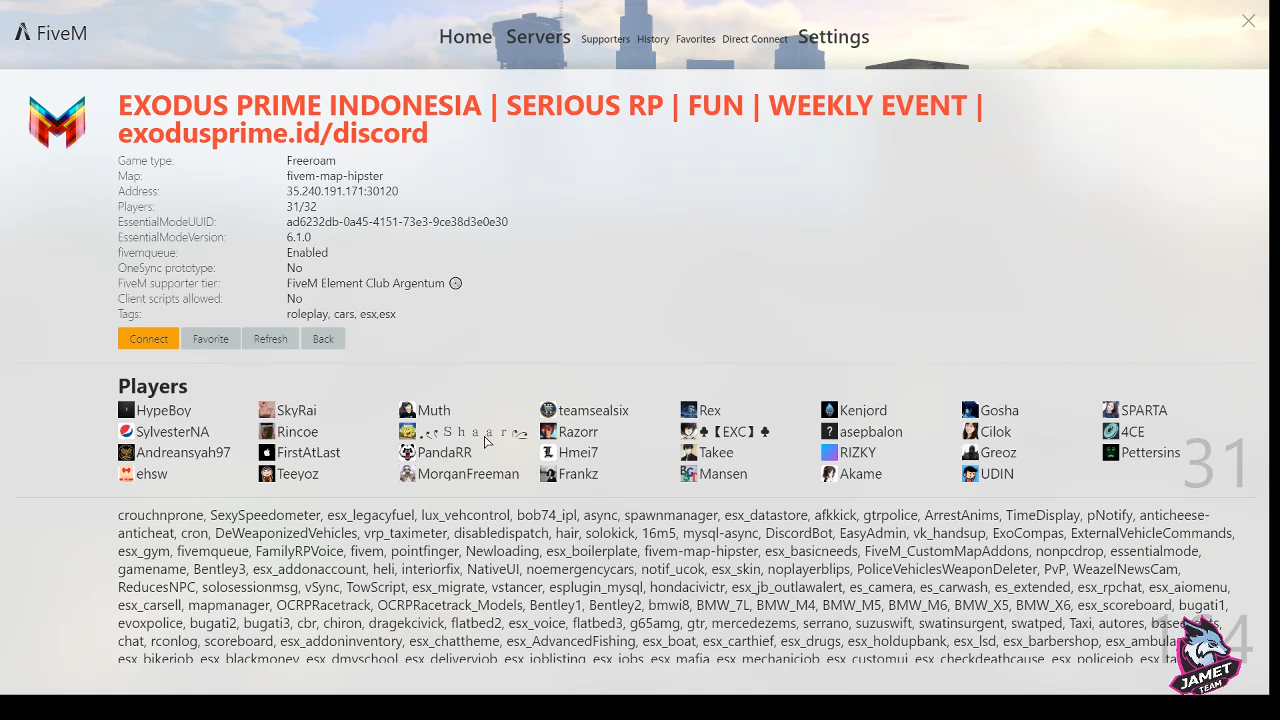 FiveM
Home Servers Supporters History Favorites Direct Connect Settings
EXODUS PRIME INDONESIA | SERIOUS RP | FUN | WEEKLY EVENT |
exodusprime.id/discord
Game type: Freeroam
Map: fivem-map-hipster
Address: 35.240.191.171:30120
Players: 31/32
EssentialModeUUID: ad6232db-0a45-4151-73e3-9ce38d3e0e30
EssentialModeVersion: 6.1.0
fivemqueue: Enabled
OneSync prototype: No
FiveM supporter tier: FiveM Element Club Argentum
Client scripts allowed: No
Tags: roleplay, cars, esx,esx
Connect Favorite Refresh Back
Players
HypeBoy SkyRai Muth teamsealsix Rex Kenjord Gosha SPARTA
SylvesterNA Rincoe S h a a r Razorr ♣【EXC】♣ asepbalon Cilok 4CE
Andreansyah97 FirstAtLast PandaRR Hmei7 Takee RIZKY Greoz Pettersins
ehsw Teeyoz MorganFreeman Frankz Mansen Akame UDIN
31
crouchnprone, SexySpeedometer, esx_legacyfuel, lux_vehcontrol, bob74_ipl, async, spawnmanager, esx_datastore, afkkick, gtrpolice, ArrestAnims, TimeDisplay, pNotify, anticheese-
anticheat, cron, DeWeaponizedVehicles, vrp_taximeter, disabledispatch, hair, solokick, 16m5, mysql-async, DiscordBot, EasyAdmin, vk_handsup, ExoCompas, ExternalVehicleCommands,
esx_gym, fivemqueue, FamilyRPVoice, fivem, pointfinger, Newloading, esx_boilerplate, fivem-map-hipster, esx_basicneeds, FiveM_CustomMapAddons, nonpcdrop, essentialmode,
gamename, Bentley3, esx_addonaccount, heli, interiorfix, NativeUI, noemergencycars, notif_ucok, esx_skin, noplayerblips, PoliceVehiclesWeaponDeleter, PvP, WeazelNewsCam,
ReducesNPC, solosessionmsg, vSync, TowScript, esx_migrate, vstancer, esplugin_mysql, hondacivictr, esx_jb_outlawalert, es_camera, es_carwash, es_extended, esx_rpchat, esx_aiomenu,
esx_carsell, mapmanager, OCRPRacetrack, OCRPRacetrack_Models, Bentley1, Bentley2, bmwi8, BMW_7L, BMW_M4, BMW_M5, BMW_M6, BMW_X5, BMW_X6, esx_scoreboard, bugati1,
evoxpolice, bugati2, bugati3, cbr, chiron, dragekcivick, flatbed2, esx_voice, flatbed3, g65amg, gtr, mercedezems, serrano, suzuswift, swatinsurgent, swatped, Taxi, autores,
chat, rconlog, scoreboard, esx_addoninventory, esx_chattheme, esx_AdvancedFishing, esx_boat, esx_carthief, esx_drugs, esx_holdupbank, esx_lsd, esx_barbershop,
esx_bikerjob, esx_blackmoney, esx_dmvschool, esx_deliveryjob, esx_joblisting, esx_jobs, esx_mafia, esx_mechanicjob, esx_customui, esx_checkdeathcause, esx_policejob,
JAMET
TEAM